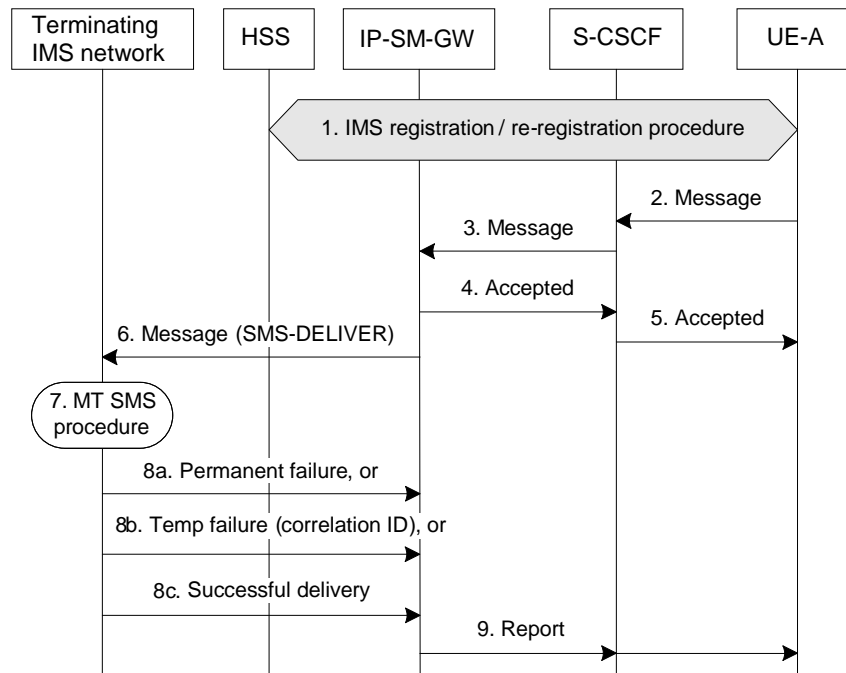 Terminating
IMS network
HSS
IP-SM-GW
S-CSCF
UE-A
1. IMS registration / re-registration procedure
2. Message
3. Message
4. Accepted
5. Accepted
6. Message (SMS-DELIVER)
7. MT SMS
procedure
8a. Permanent failure, or
8b. Temp failure (correlation ID), or
8c. Successful delivery
9. Report